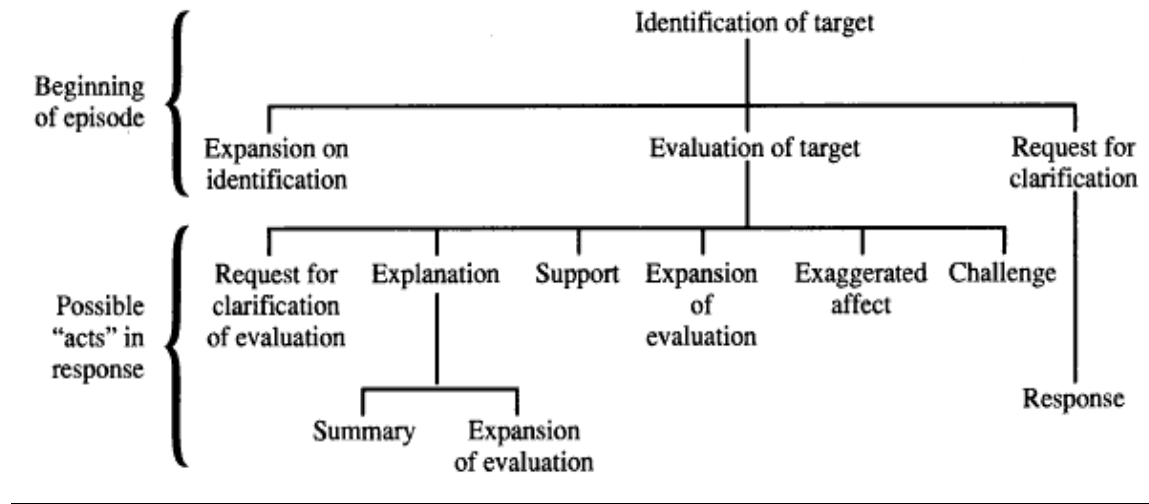 Identification of target
Beginning
of episode
Expansion on
identification
Evaluation of target
Request for
clarification
Possible
“acts” in
response
Request for
clarification
of evaluation
Explanation
Support
Expansion
of
evaluation
Exaggerated
affect
Challenge
Response
Summary
Expansion
of evaluation